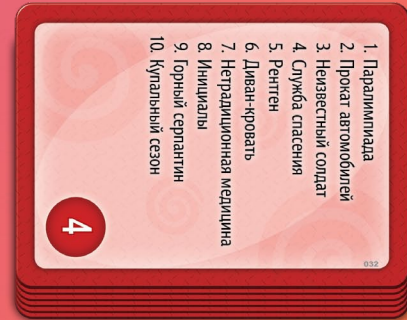 1. Паралимпиада
2. Прокат автомобилей
3. Неизвестный солдат
4. Служба спасения
5. Рентген
6. Диван-кровать
7. Нетрадиционная медицина
8. Инициалы
9. Горный серпантин
10. Купальный сезон
4
032